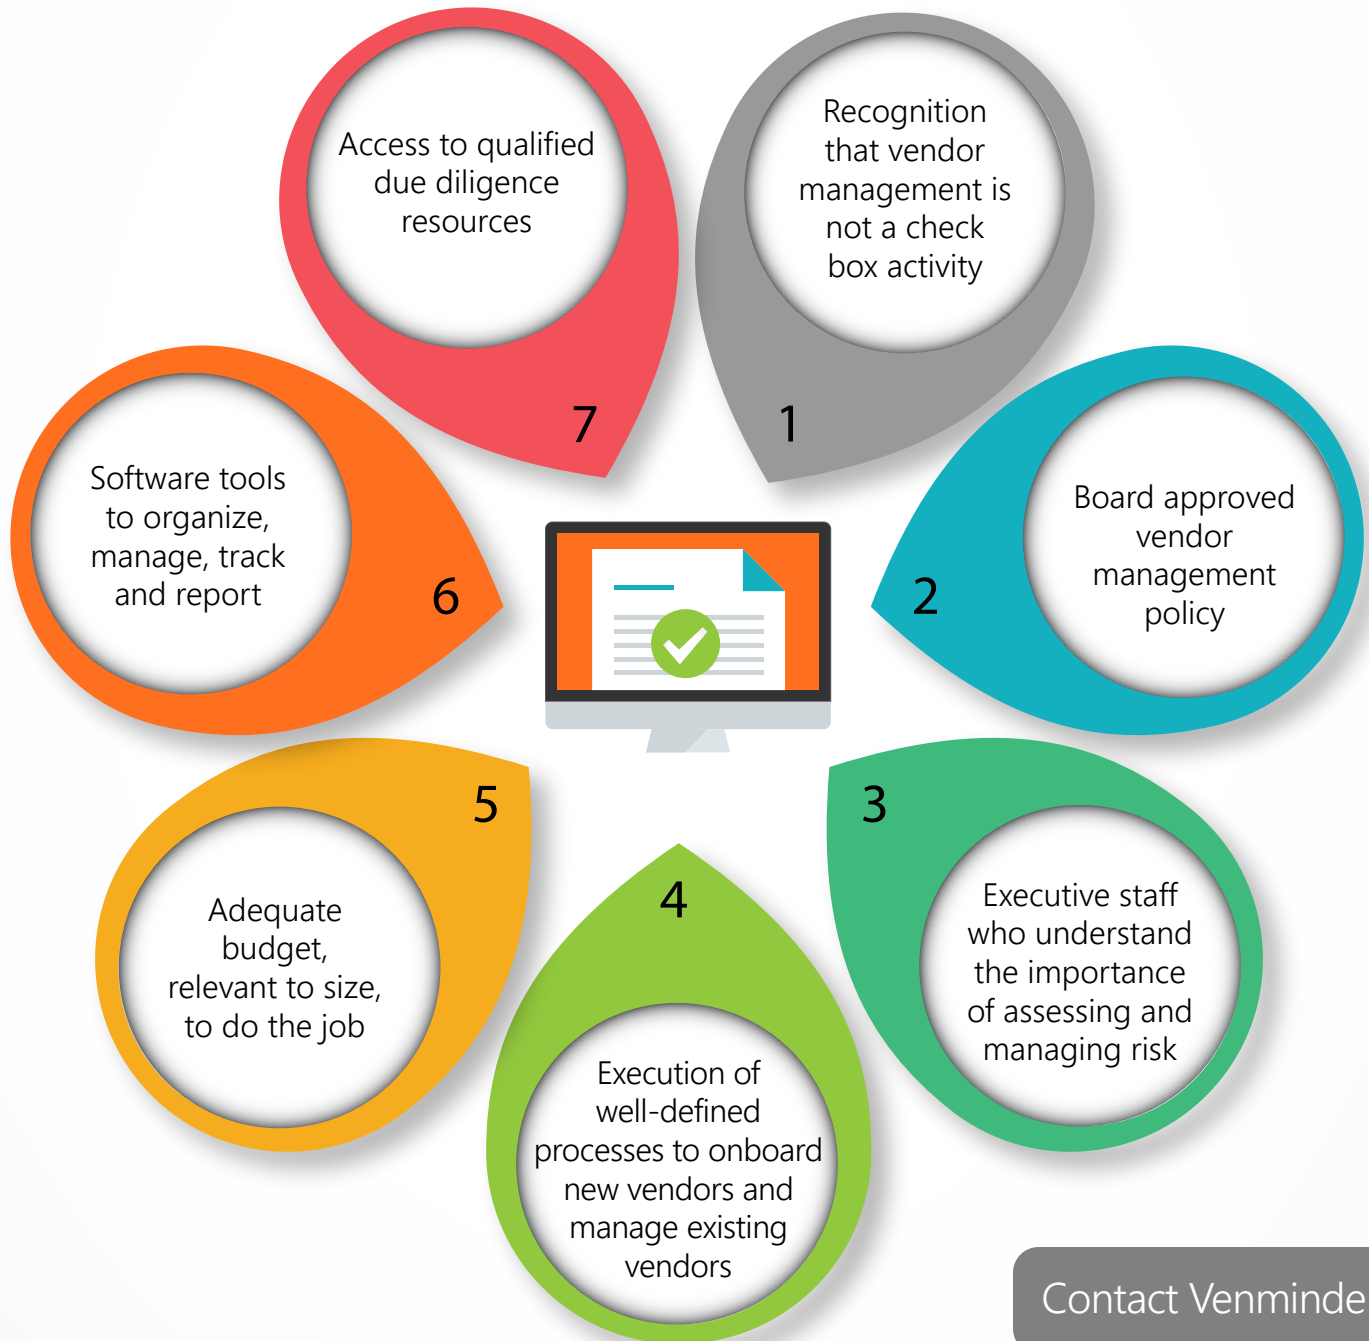 Recognition
that vendor
management is
not a check
box activity
1
Board approved
vendor
management
policy
2
3
Executive staff
who understand
the importance
of assessing and
managing risk
4
Execution of
well-defined
processes to onboard
new vendors and
manage existing
vendors
5
Adequate
budget,
relevant to size,
to do the job
Software tools
to organize,
manage, track
and report
6
Access to qualified
due diligence
resources
7
Contact Venminde